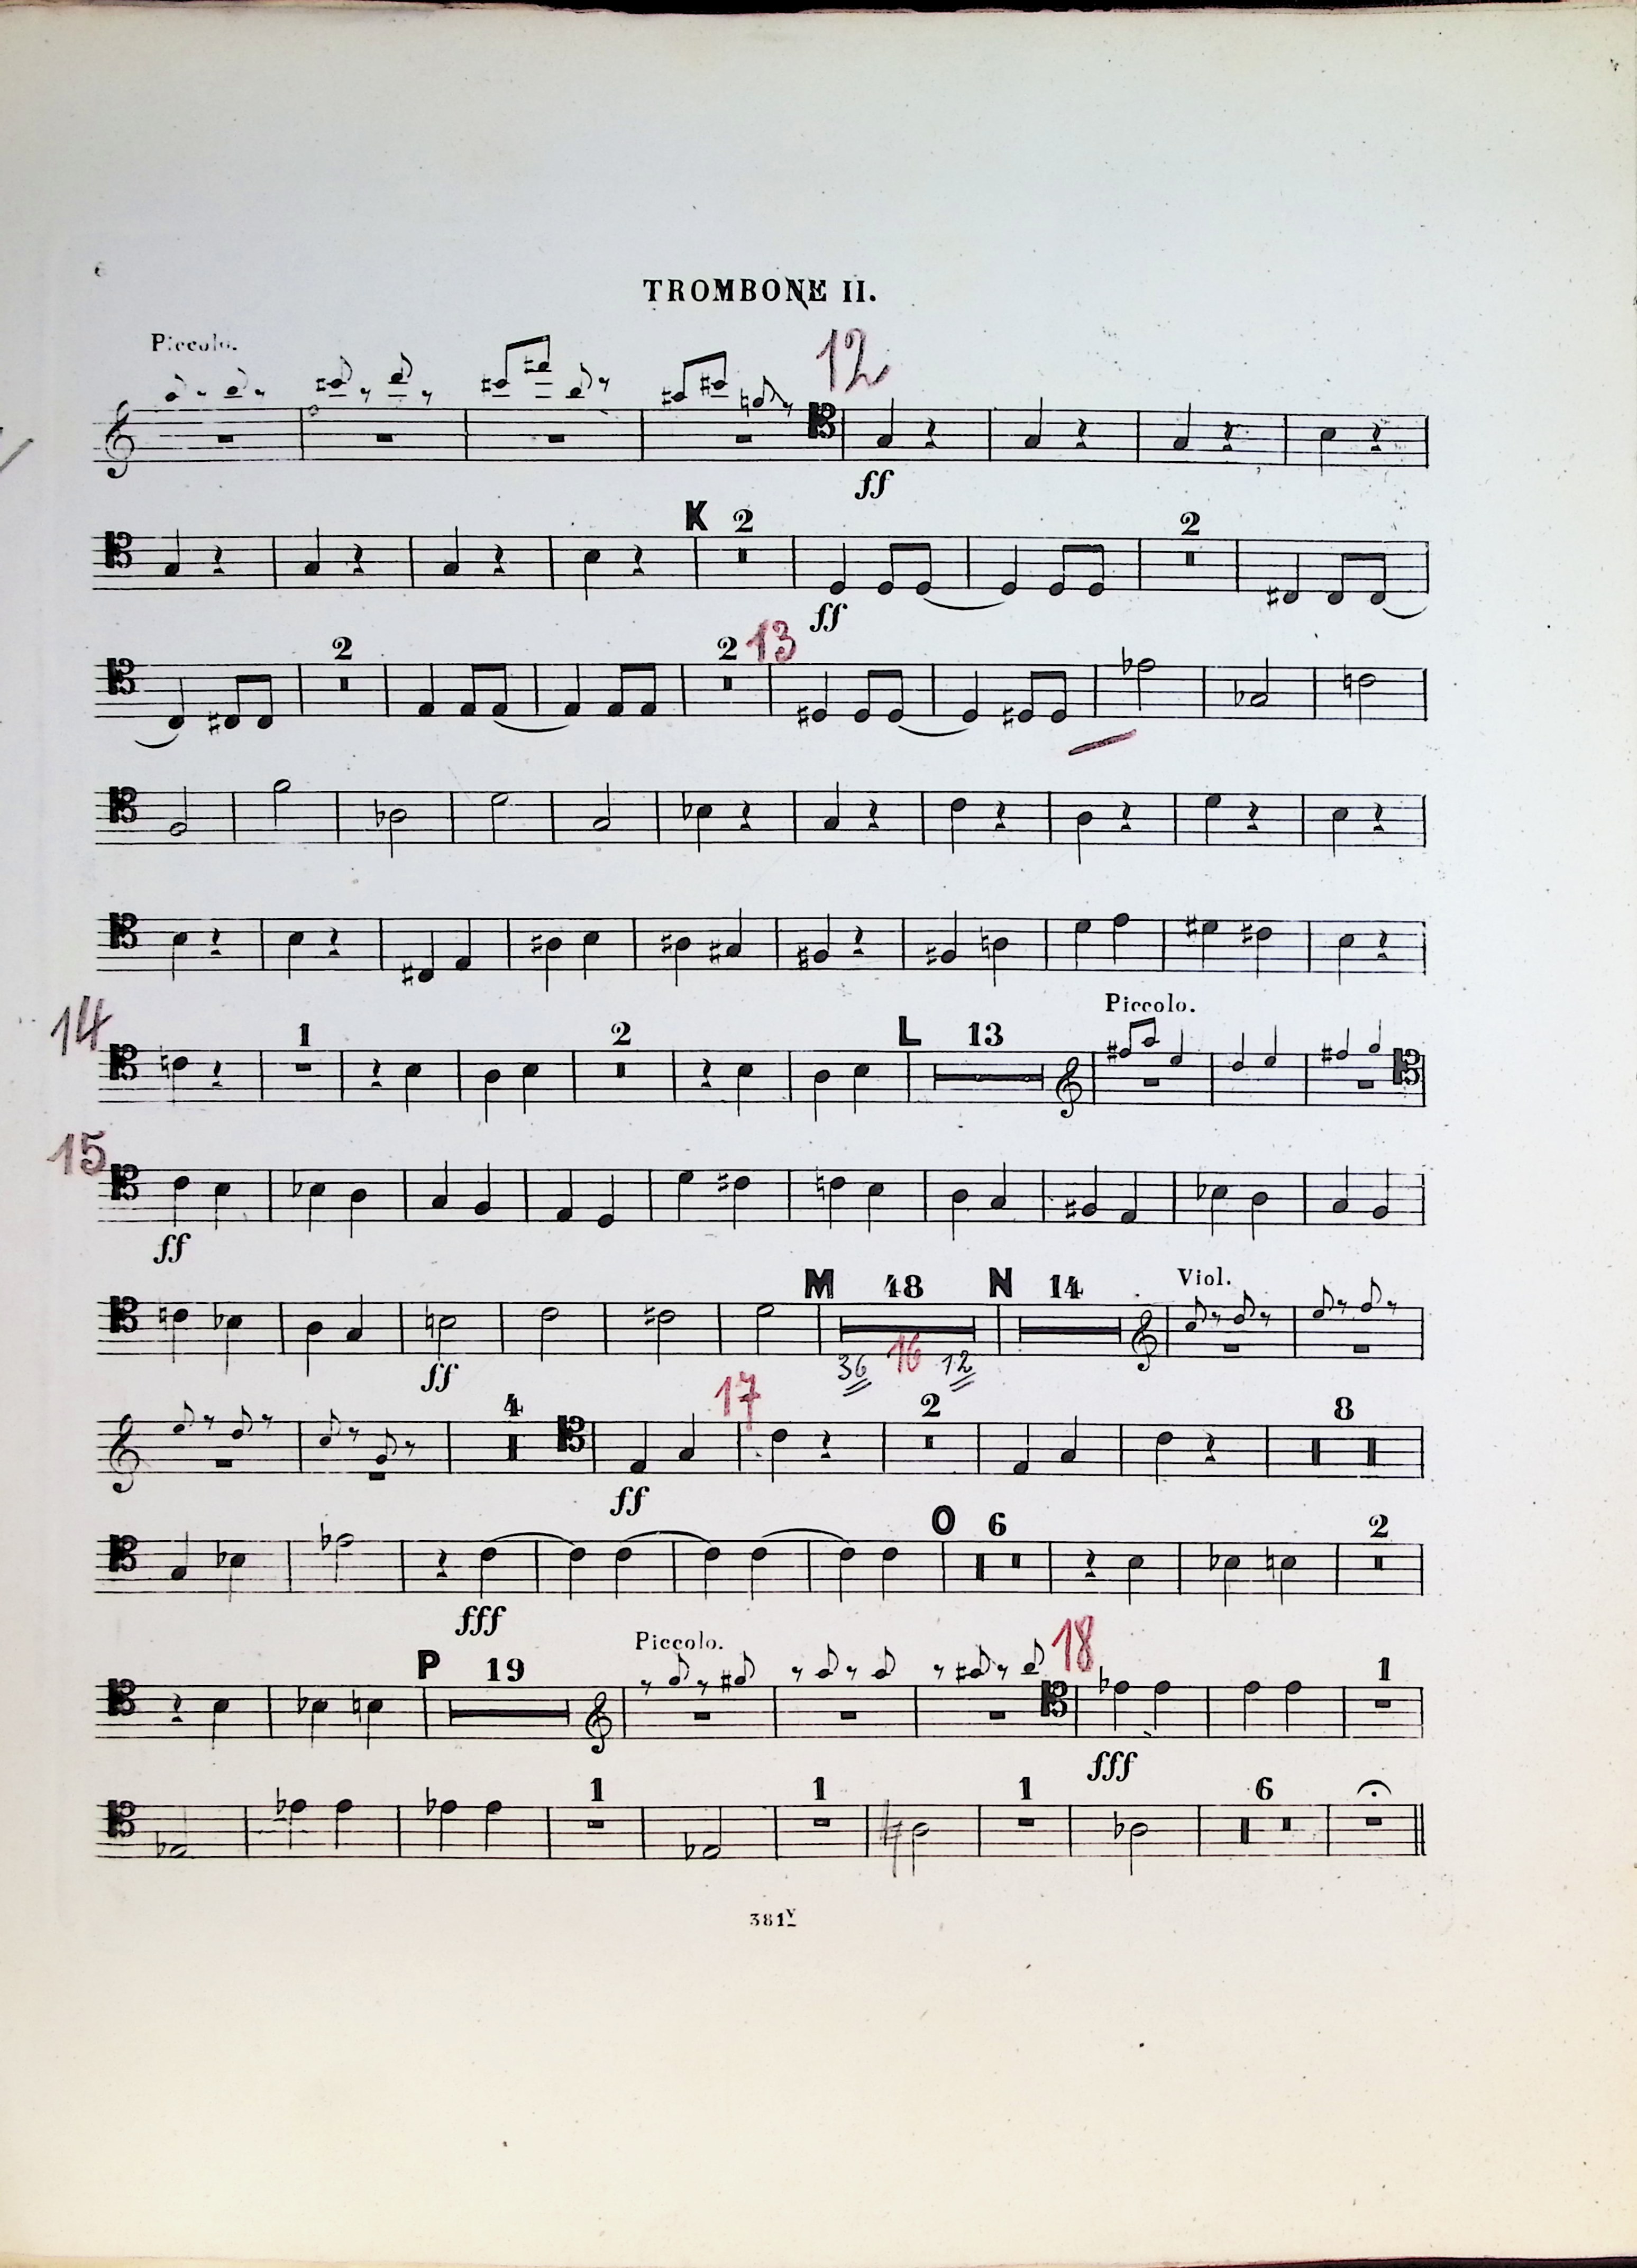 6
TROMBONE II.
Piccolo.
12
ff
K 2 2
ff
2 2 13
14 1 2 L 13 Piccolo.
15
ff
M 48 N 14 Viol.
ff 36 16 12
4 17 2 8
ff
O 6 2
fff
P 19 Piccolo. 18 1
fff
1 1 1 6
381V